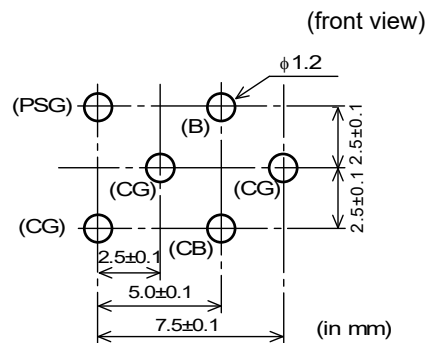 (front view)
ϕ1.2
(PSG)
(B)
2.5±0.1
(CG)
(CG)
2.5±0.1
(CG)
(CB)
2.5±0.1
5.0±0.1
7.5±0.1
(in mm)